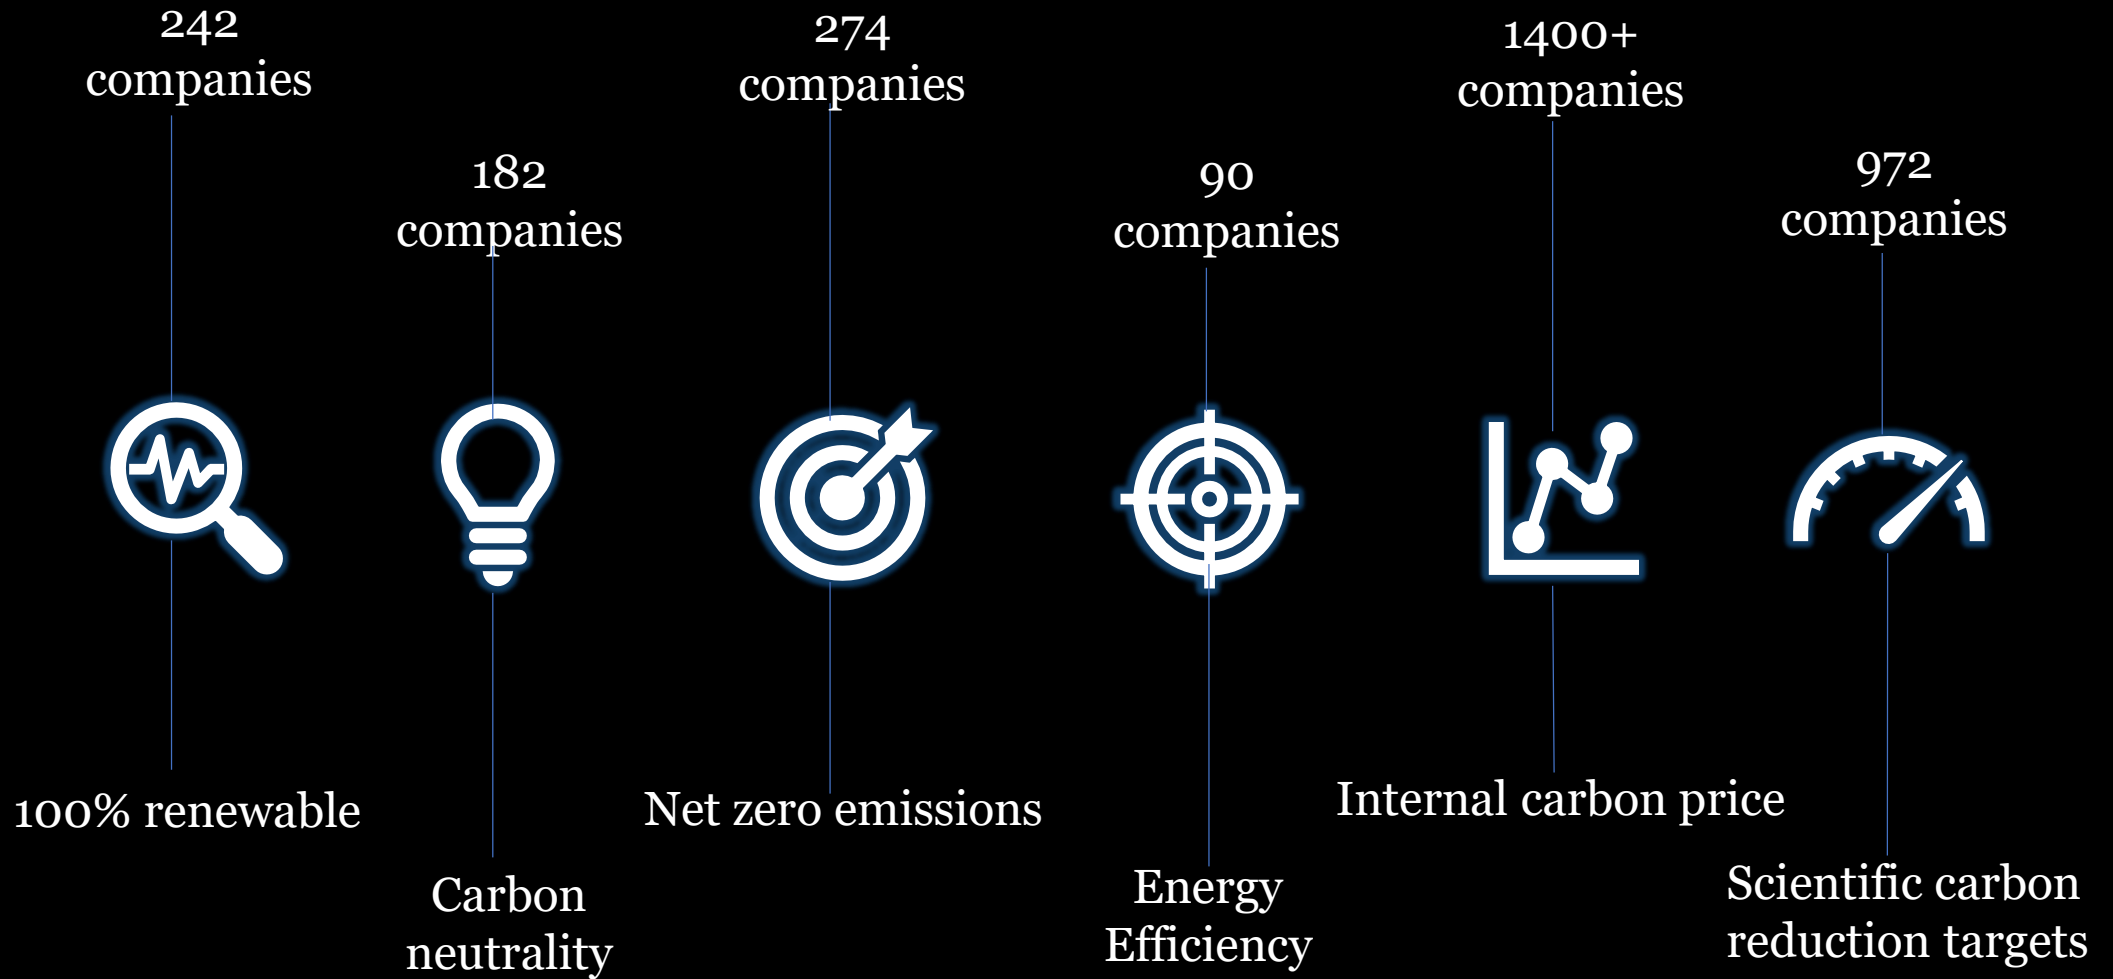 242
companies
182
companies
274
companies
90
companies
1400+
companies
972
companies
100% renewable
Carbon
neutrality
Net zero emissions
Energy
Efficiency
Internal carbon price
Scientific carbon
reduction targets